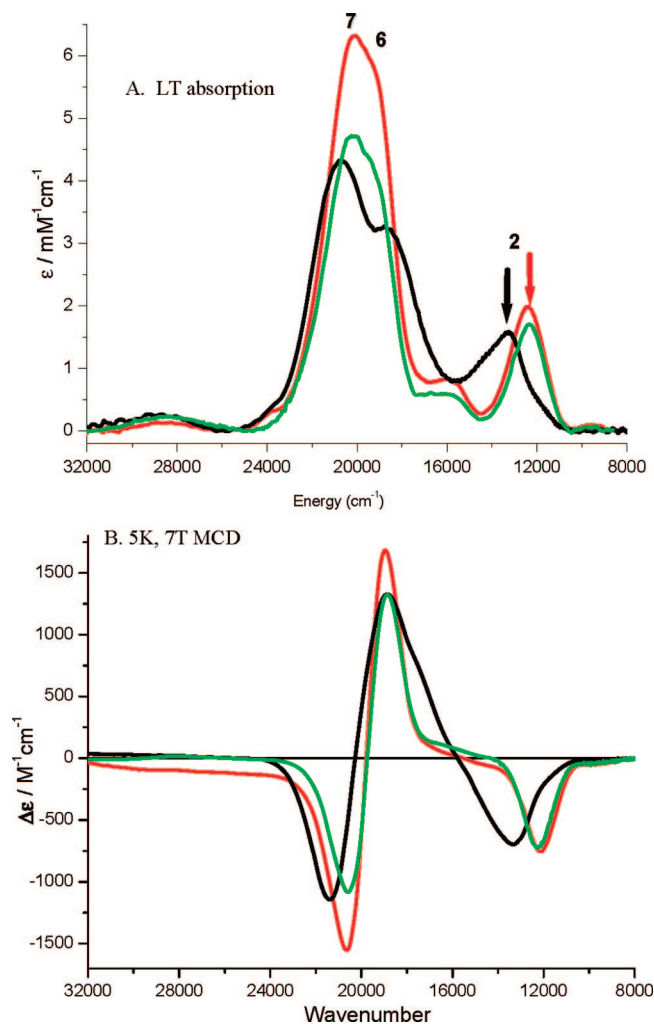 7
6
A. LT absorption
2
6
5
4
3
2
1
0
ε / mM⁻¹cm⁻¹
32000 28000 24000 20000 16000 12000 8000
Energy (cm⁻¹)
B. 5K, 7T MCD
1500
1000
500
0
-500
-1000
-1500
Δε / M⁻¹cm⁻¹
32000 28000 24000 20000 16000 12000 8000
Wavenumber